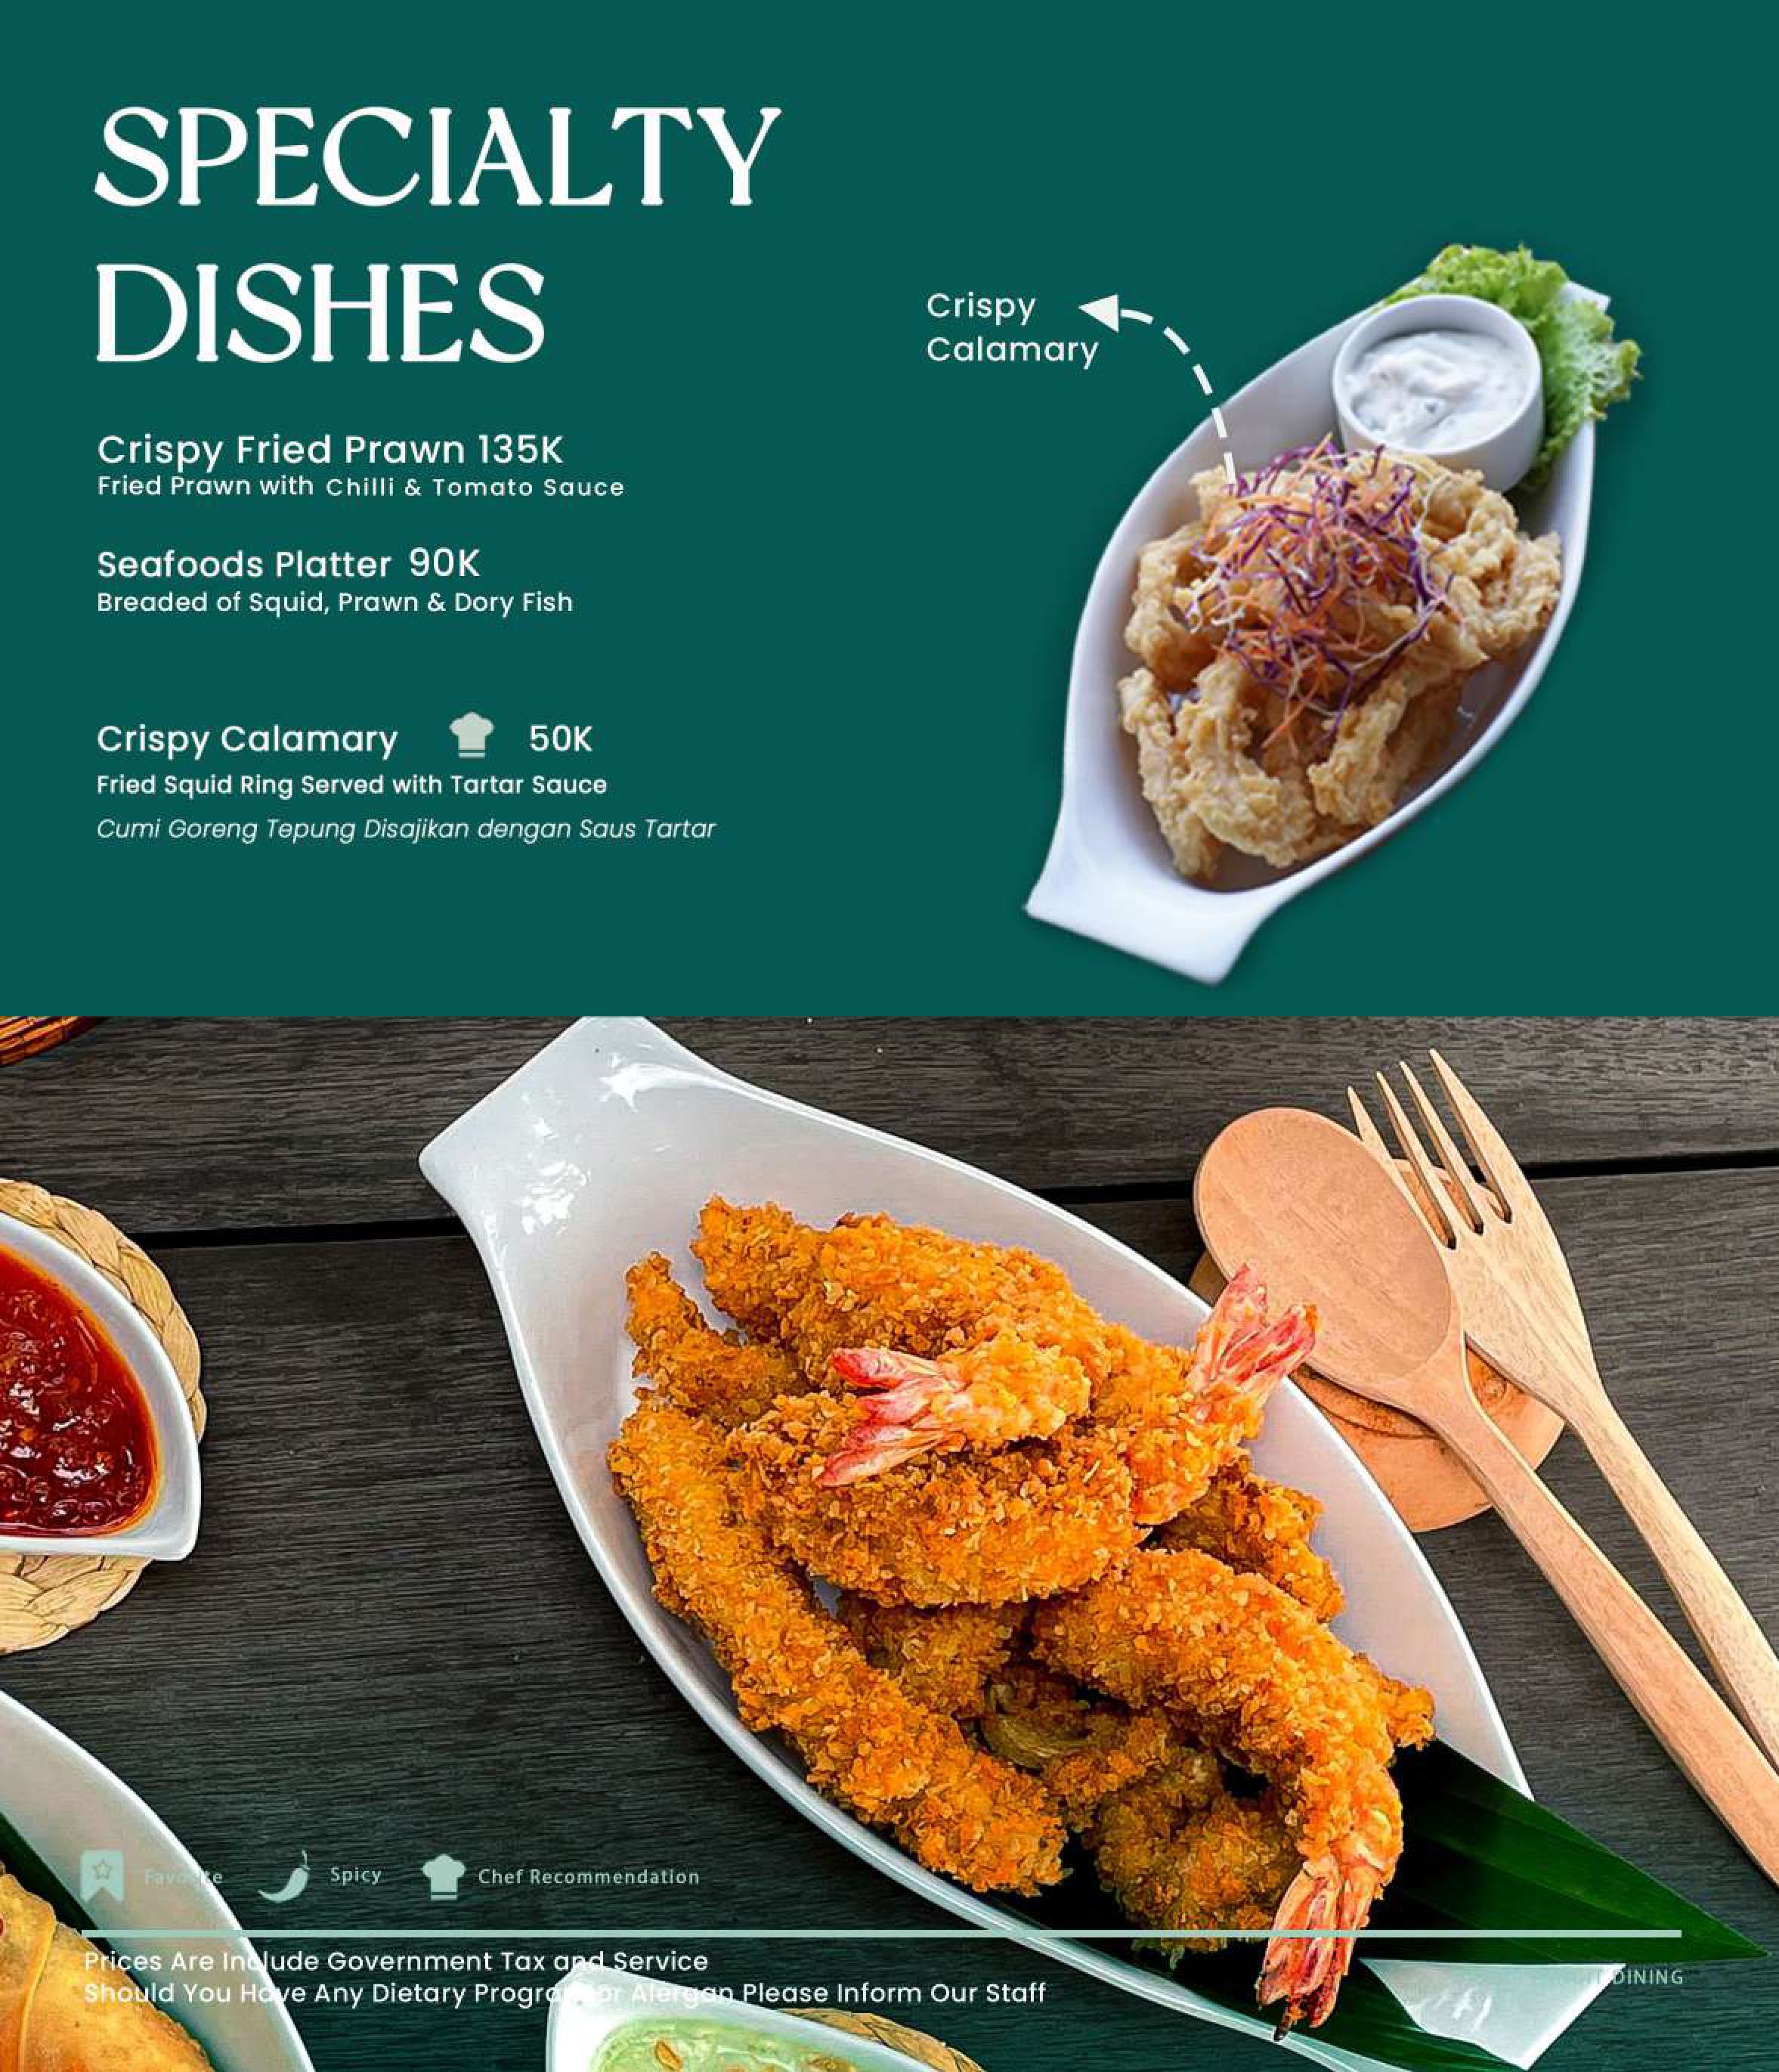 SPECIALTY
DISHES
Crispy
Calamary
Crispy Fried Prawn 135K
Fried Prawn with Chilli & Tomato Sauce
Seafoods Platter 90K
Breaded of Squid, Prawn & Dory Fish
Crispy Calamary 50K
Fried Squid Ring Served with Tartar Sauce
Cumi Goreng Tepung Disajikan dengan Saus Tartar
Favorite Spicy Chef Recommendation
Prices Are Include Government Tax and Service
Should You Have Any Dietary or Alergan Please Inform Our Staff
DINING